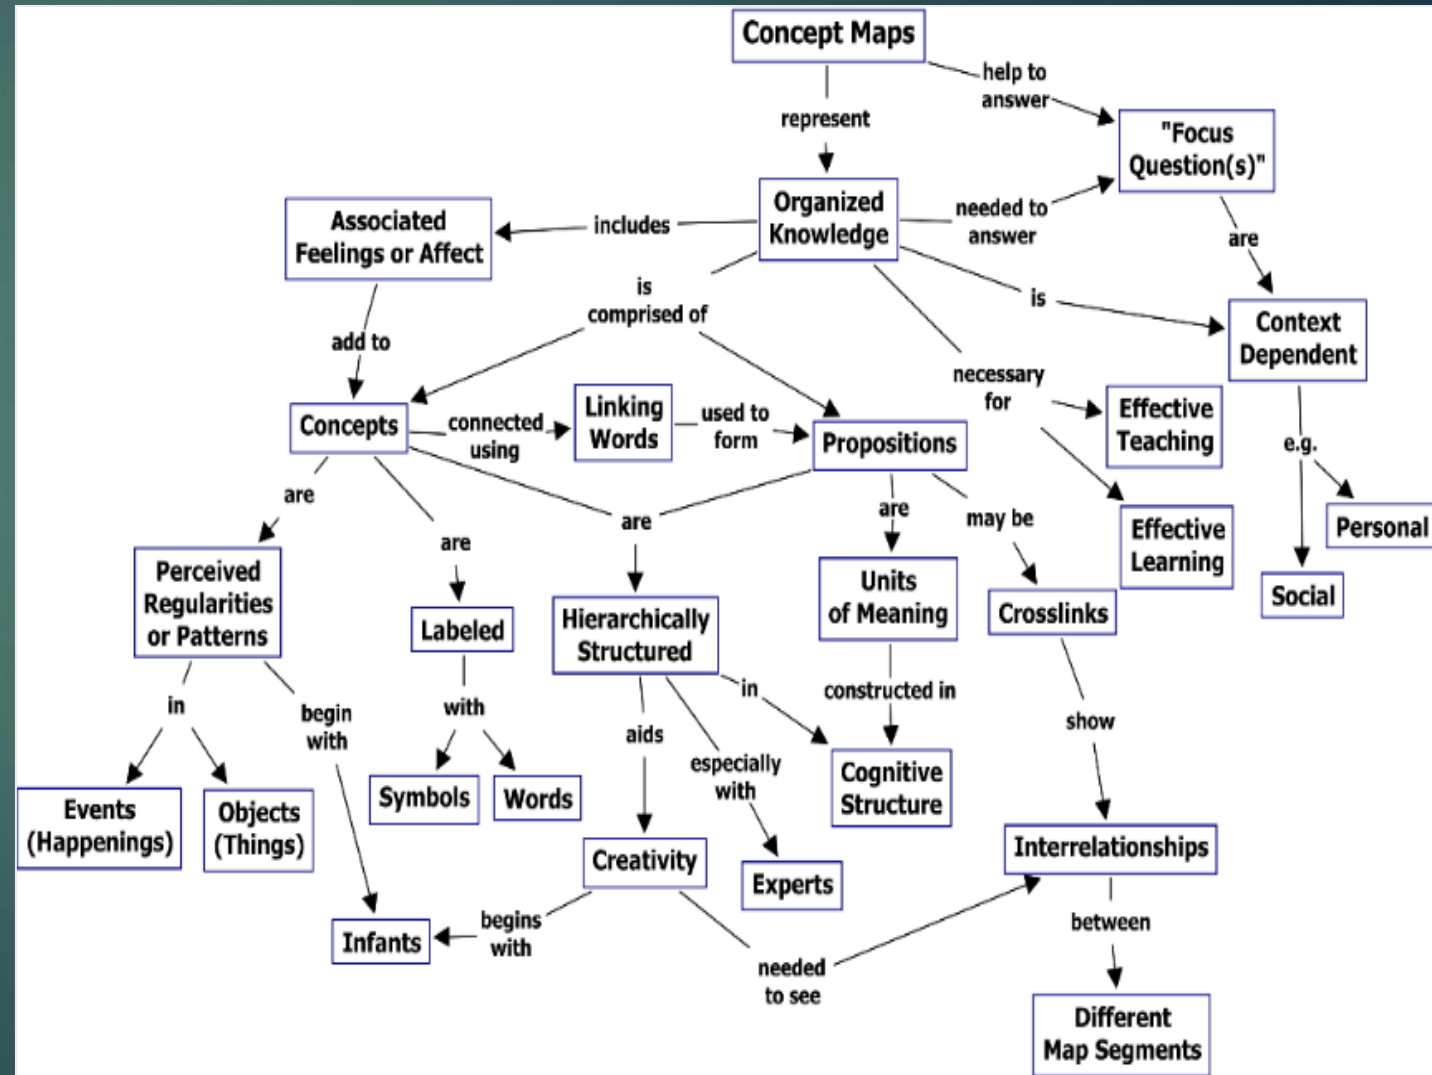 Concept Maps
help to
answer
represent
"Focus
Question(s)"
Organized
Knowledge
needed to
answer
includes
Associated
Feelings or Affect
are
is
comprised of
is
Context
Dependent
add to
necessary
for
Effective
Teaching
Linking
Words
connected
using
used to
form
Concepts
Propositions
e.g.
are
are
are
may be
Personal
Effective
Learning
are
Perceived
Regularities
or Patterns
Units
of Meaning
Social
Crosslinks
Labeled
Hierarchically
Structured
in
begin
with
with
aids
in
constructed in
show
especially
with
Symbols
Words
Cognitive
Structure
Events
(Happenings)
Objects
(Things)
Creativity
Experts
Interrelationships
begins
with
Infants
between
needed
to see
Different
Map Segments